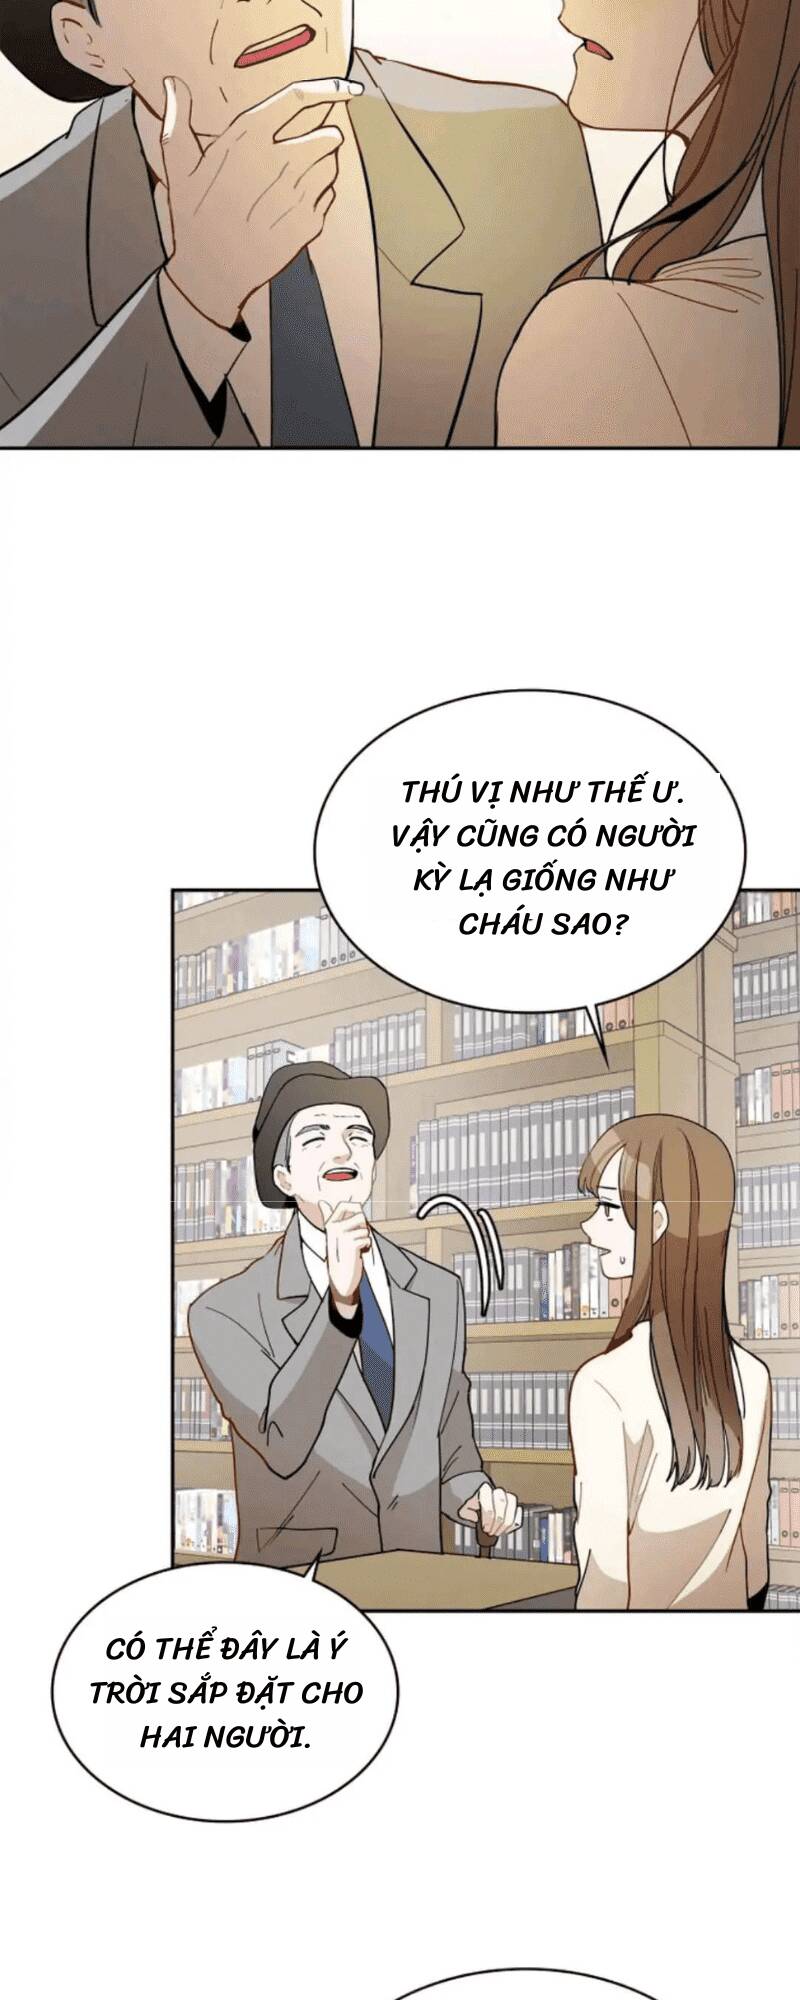 THÚ VỊ NHƯ THẾ Ư.
VẬY CŨNG CÓ NGƯỜI
KỲ LẠ GIỐNG NHƯ
CHÁU SAO?
CÓ THỂ ĐÂY LÀ Ý
TRỜI SẮP ĐẶT CHO
HAI NGƯỜI.